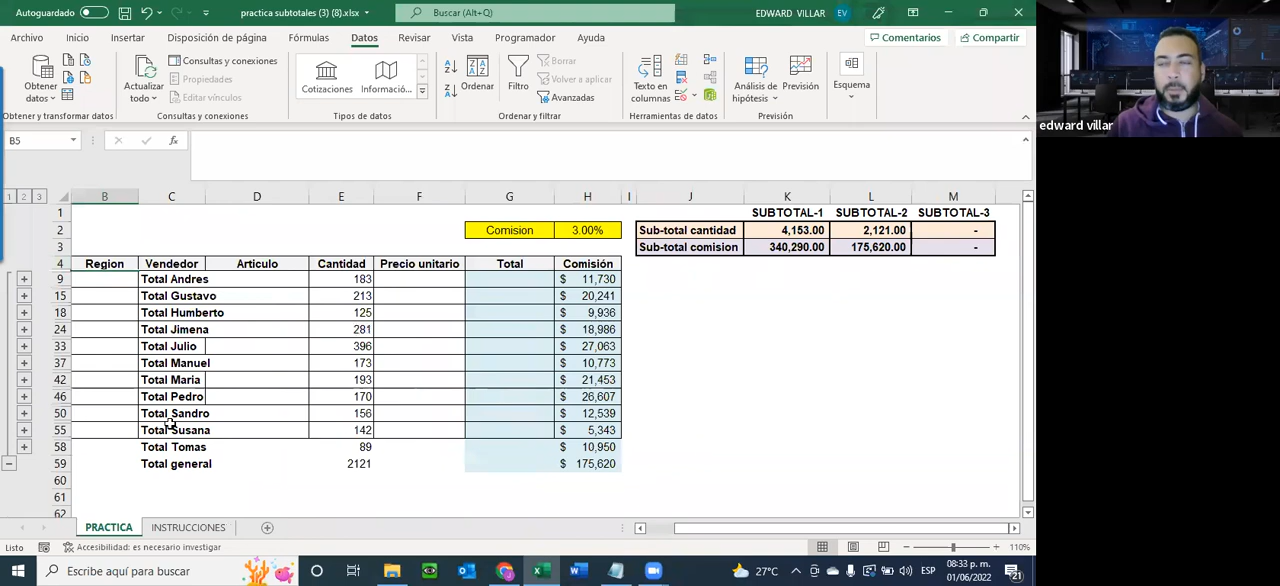 Autoguardado practica subtotales (3) (8).xlsx Buscar (Alt+Q) EDWARD VILLAR EV
Archivo Inicio Insertar Disposición de página Fórmulas Datos Revisar Vista Programador Ayuda Comentarios Compartir
Obtener datos Actualizar todo Consultas y conexiones Propiedades Editar vínculos Cotizaciones Informació... Ordenar Filtro Borrar Volver a aplicar Avanzadas Texto en columnas Análisis de hipótesis Previsión Esquema
Obtener y transformar datos Consultas y conexiones Tipos de datos Ordenar y filtrar Herramientas de datos Previsión
edward villar
B5 fx
1 2 3 B C D E F G H I J K L M
1 SUBTOTAL-1 SUBTOTAL-2 SUBTOTAL-3
2 Comision 3.00% Sub-total cantidad 4,153.00 2,121.00 -
3 Sub-total comision 340,290.00 175,620.00 -
4 Region Vendedor Articulo Cantidad Precio unitario Total Comisión
9 Total Andres 183 $ 11,730
15 Total Gustavo 213 $ 20,241
18 Total Humberto 125 $ 9,936
24 Total Jimena 281 $ 18,986
33 Total Julio 396 $ 27,063
37 Total Manuel 173 $ 10,773
42 Total Maria 193 $ 21,453
46 Total Pedro 170 $ 26,607
50 Total Sandro 156 $ 12,539
55 Total Susana 142 $ 5,343
58 Total Tomas 89 $ 10,950
59 Total general 2121 $ 175,620
60
61
62
PRACTICA INSTRUCCIONES
Listo Accesibilidad: es necesario investigar 110%
Escribe aquí para buscar 27°C ESP 08:33 p. m. 01/06/2022 21